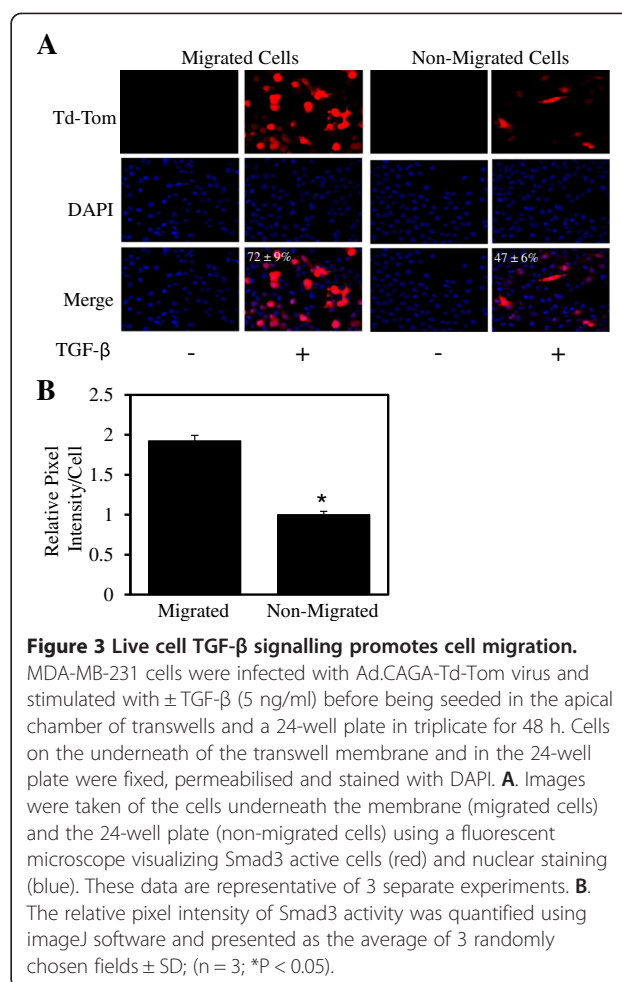 A
Migrated Cells Non-Migrated Cells
Td-Tom
DAPI
Merge
72 ± 9% 47 ± 6%
TGF-β - + - +
B
Relative Pixel
Intensity/Cell
2.5
2
1.5
1
0.5
0
*
Migrated Non-Migrated
Figure 3 Live cell TGF-β signalling promotes cell migration.
MDA-MB-231 cells were infected with Ad.CAGA-Td-Tom virus and
stimulated with ± TGF-β (5 ng/ml) before being seeded in the apical
chamber of transwells and a 24-well plate in triplicate for 48 h. Cells
on the underneath of the transwell membrane and in the 24-well
plate were fixed, permeabilised and stained with DAPI. A. Images
were taken of the cells underneath the membrane (migrated cells)
and the 24-well plate (non-migrated cells) using a fluorescent
microscope visualizing Smad3 active cells (red) and nuclear staining
(blue). These data are representative of 3 separate experiments. B.
The relative pixel intensity of Smad3 activity was quantified using
imageJ software and presented as the average of 3 randomly
chosen fields ± SD; (n = 3; *P < 0.05).